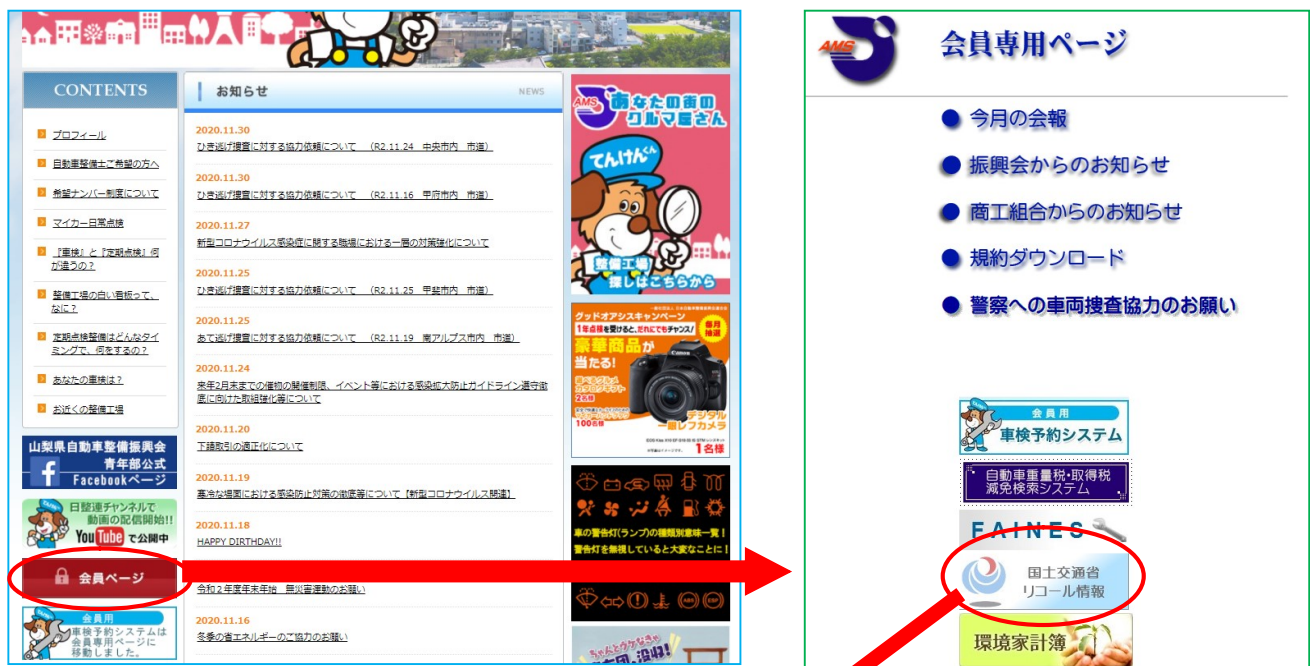 CONTENTS
プロフィール
自動車整備士ご希望の方へ
希望ナンバー制度について
マイカー日常点検
『車検』と『定期点検』何
が違うの？
整備工場の白い看板って、
なに？
定期点検整備はどんなタイ
ミングで、何をするの？
あなたの車検は？
お近くの整備工場
山梨県自動車整備振興会
青年部公式
Facebookページ
日整連チャンネルで
動画の配信開始!!
YouTubeで公開中
会員ページ
会員用
車検予約システムは
会員専用ページに
移動しました。
お知らせ
NEWS
2020.11.30
ひき逃げ捜査に対する協力依頼について （R2.11.24 中央市内 市道）
2020.11.30
ひき逃げ捜査に対する協力依頼について （R2.11.16 甲府市内 市道）
2020.11.27
新型コロナウイルス感染症に関する職場における一層の対策強化について
2020.11.25
ひき逃げ捜査に対する協力依頼について （R2.11.25 甲斐市内 市道）
2020.11.25
あて逃げ捜査に対する協力依頼について （R2.11.19 南アルプス市内 市道）
2020.11.24
来年2月末までの催物の開催制限、イベント等における感染拡大防止ガイドライン遵守徹
底に向けた取組強化等について
2020.11.20
下請取引の適正化について
2020.11.19
寒冷な場面における感染防止対策の徹底等について【新型コロナウイルス関連】
2020.11.18
HAPPY DIRTHDAY!!
令和２年度年末年始 無災害運動のお願い
2020.11.16
冬季の省エネルギーのご協力のお願い
AMS
あなたの街の
クルマ屋さん
てんけんくん
整備工場
探しはこちらから
グッドオアシスキャンペーン
1年点検を受けると、だれにでもチャンス!
毎月
抽選
豪華商品が
当たる!
Canon
選べるグルメ
カタログギフト
2名様
100名様
デジタル
一眼レフカメラ
1名様
車の警告灯(ランプ)の種類別意味一覧！
警告灯を無視していると大変なことに！
ABS
ESP
ちゃんとウケなきゃ
没収!
AMS
会員専用ページ
● 今月の会報
● 振興会からのお知らせ
● 商工組合からのお知らせ
● 規約ダウンロード
● 警察への車両捜査協力のお願い
会員用
車検予約システム
自動車重量税・取得税
減免検索システム
FAINES
国土交通省
リコール情報
環境家計簿